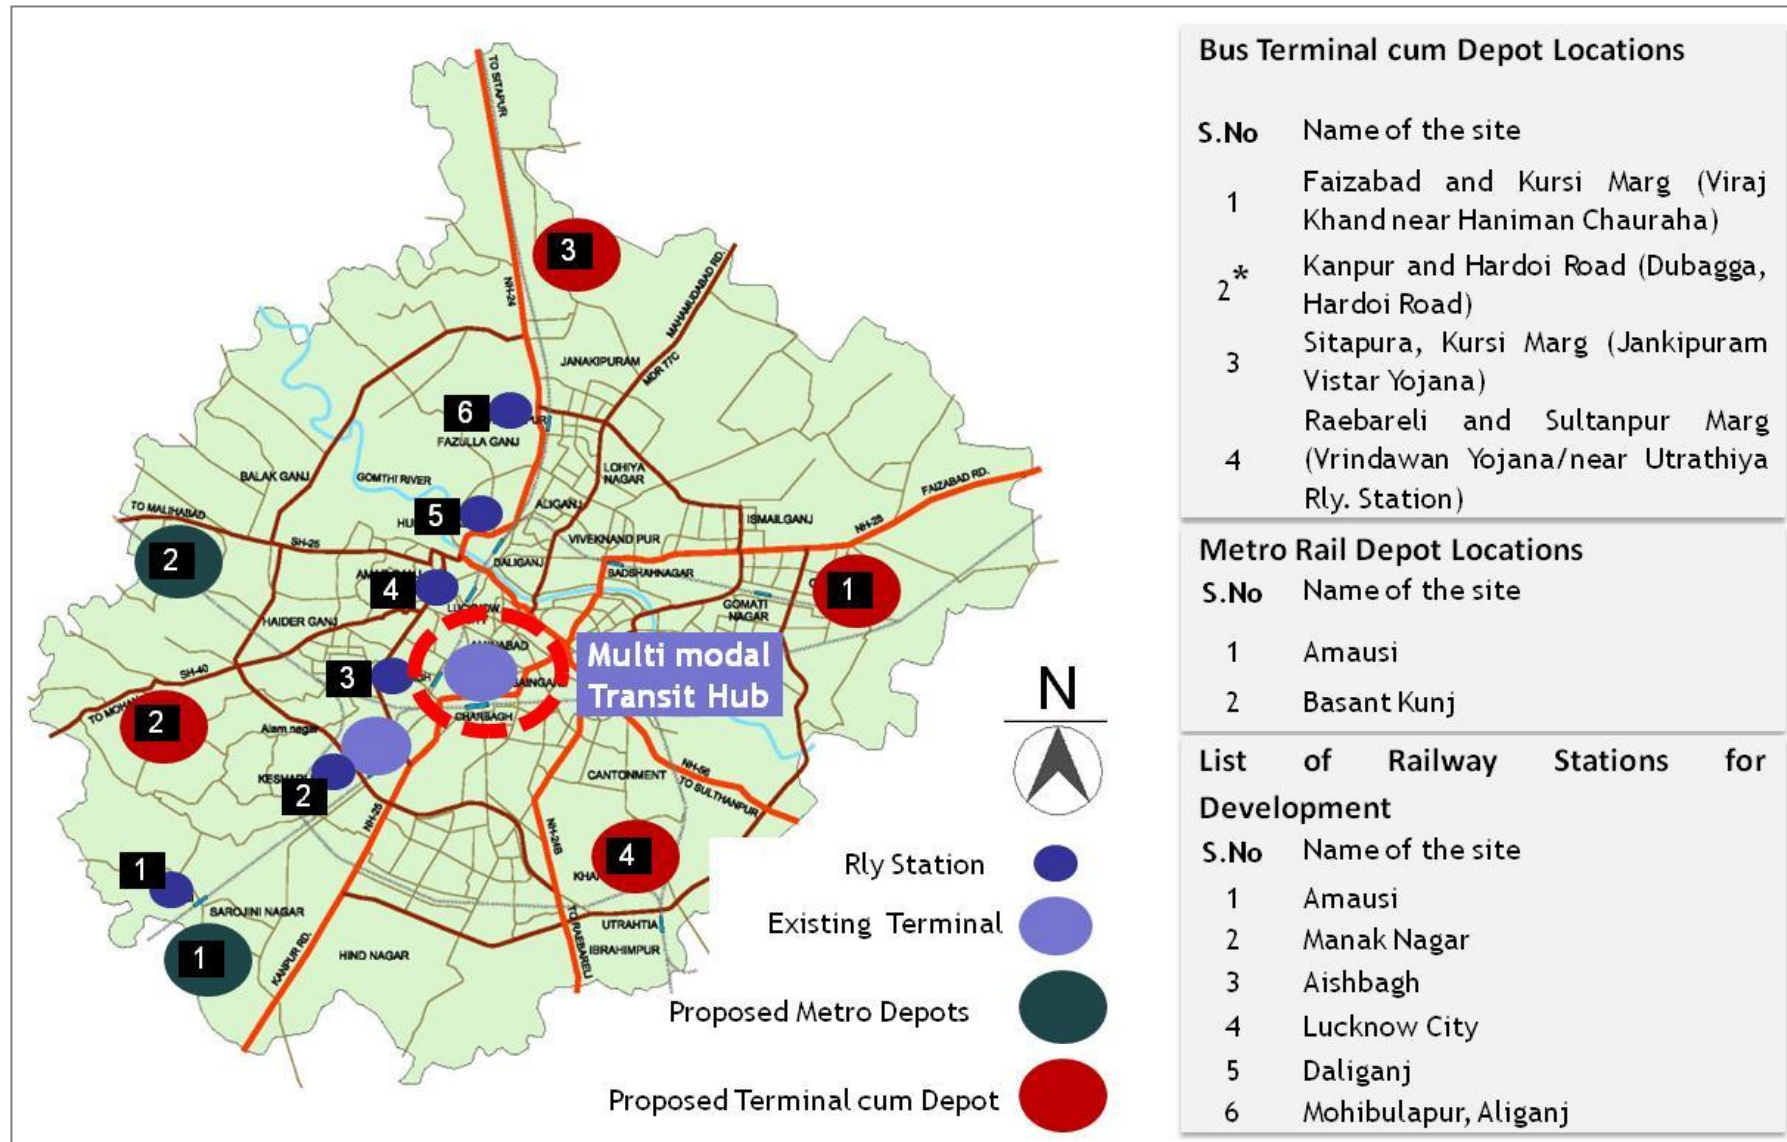 TO SITAPUR
3
NH-24
MAHAMUDABAD RD.
JANAKIPURAM
MDR 77C
6
FAZULLA GANJ
LOHIYA
NAGAR
BALAK GANJ
GOMTHI RIVER
FAIZABAD RD.
ALIGANJ
TO MALIHABAD
5
ISMAILGANJ
NH-28
VIVEKNAND PUR
SH-25
DALIGANJ
2
BADSHAHNAGAR
4
1
GOMATI
NAGAR
HAIDER GANJ
Multi modal
Transit Hub
SH-40
3
CHARBAGH
2
Alam nagar
NH-56
TO SULTHANPUR
CANTONMENT
2
NH-25
NH-24B
4
1
SAROJINI NAGAR
UTRAHTIA
IBRAHIMPUR
TO RAEBARELI
1
HIND NAGAR
KANPUR RD.
N
Rly Station
Existing Terminal
Proposed Metro Depots
Proposed Terminal cum Depot
Bus Terminal cum Depot Locations
S.No Name of the site
1 Faizabad and Kursi Marg (Viraj
Khand near Haniman Chauraha)
2* Kanpur and Hardoi Road (Dubagga,
Hardoi Road)
3 Sitapura, Kursi Marg (Jankipuram
Vistar Yojana)
4 Raebareli and Sultanpur Marg
(Vrindawan Yojana/near Utrathiya
Rly. Station)
Metro Rail Depot Locations
S.No Name of the site
1 Amausi
2 Basant Kunj
List of Railway Stations for
Development
S.No Name of the site
1 Amausi
2 Manak Nagar
3 Aishbagh
4 Lucknow City
5 Daliganj
6 Mohibulapur, Aliganj